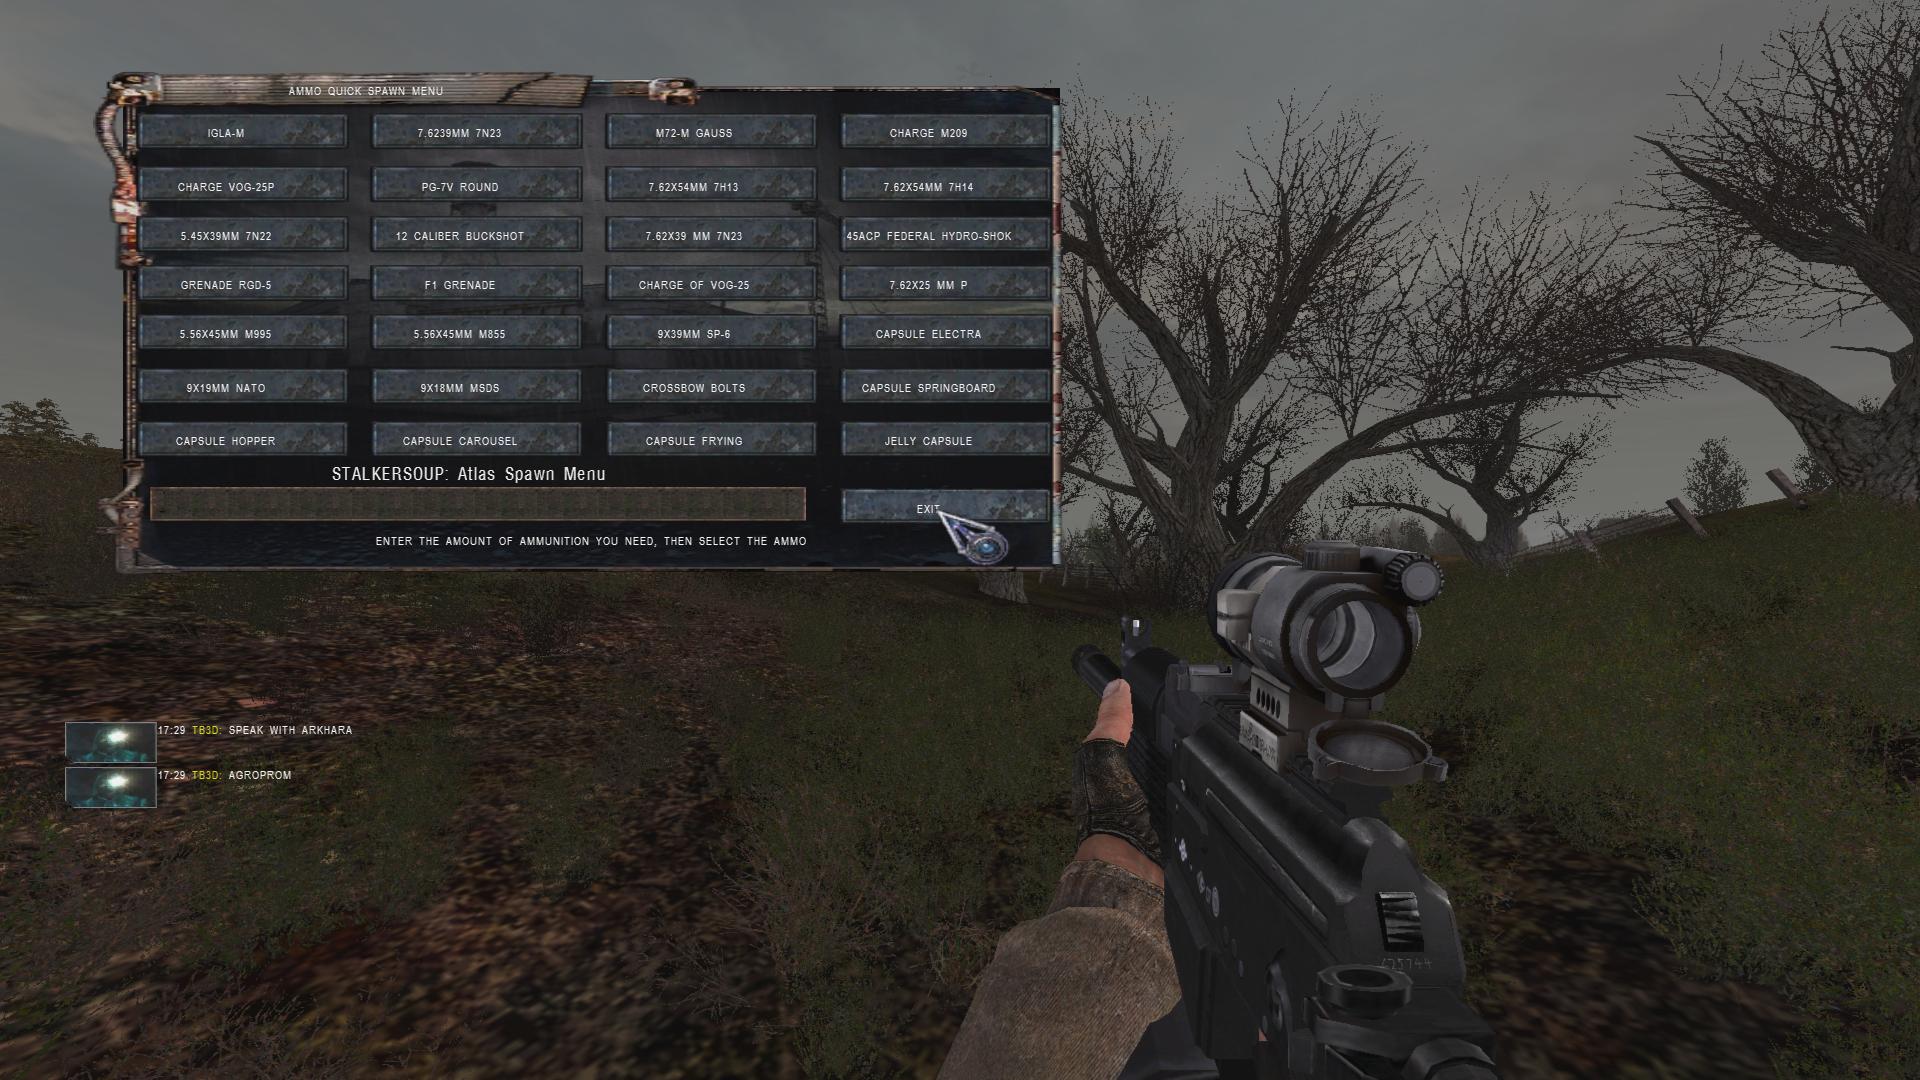 AMMO QUICK SPAWN MENU
IGLA-M
7.6239MM 7N23
M72-M GAUSS
CHARGE M209
CHARGE VOG-25P
PG-7V ROUND
7.62X54MM 7H13
7.62X54MM 7H14
5.45X39MM 7N22
12 CALIBER BUCKSHOT
7.62X39 MM 7N23
45ACP FEDERAL HYDRO-SHOK
GRENADE RGD-5
F1 GRENADE
CHARGE OF VOG-25
7.62X25 MM P
5.56X45MM M995
5.56X45MM M855
9X39MM SP-6
CAPSULE ELECTRA
9X19MM NATO
9X18MM MSDS
CROSSBOW BOLTS
CAPSULE SPRINGBOARD
CAPSULE HOPPER
CAPSULE CAROUSEL
CAPSULE FRYING
JELLY CAPSULE
STALKERSOUP: Atlas Spawn Menu
EXIT
ENTER THE AMOUNT OF AMMUNITION YOU NEED, THEN SELECT THE AMMO
17:29 TB3D: SPEAK WITH ARKHARA
17:29 TB3D: AGROPROM